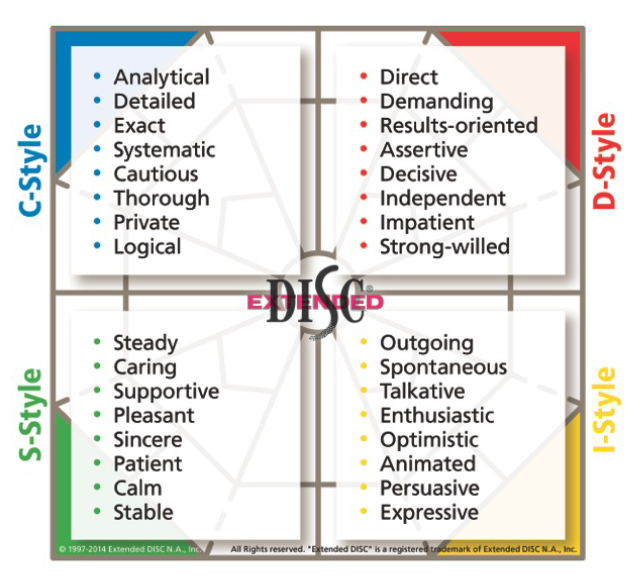 C-Style
• Analytical
• Detailed
• Exact
• Systematic
• Cautious
• Thorough
• Private
• Logical
D-Style
• Direct
• Demanding
• Results-oriented
• Assertive
• Decisive
• Independent
• Impatient
• Strong-willed
EXTENDED
DISC®
S-Style
• Steady
• Caring
• Supportive
• Pleasant
• Sincere
• Patient
• Calm
• Stable
I-Style
• Outgoing
• Spontaneous
• Talkative
• Enthusiastic
• Optimistic
• Animated
• Persuasive
• Expressive
© 1997-2014 Extended DISC N.A., Inc. All Rights reserved. "Extended DISC" is a registered trademark of Extended DISC N.A., Inc.